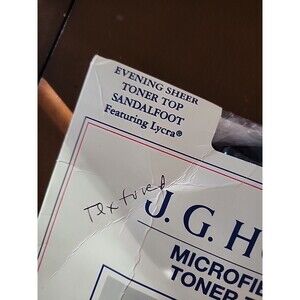 EVENING SHEER
TONER TOP
SANDALFOOT
Featuring Lycra®
Textured
J. G. H
MICROFI
TONER T